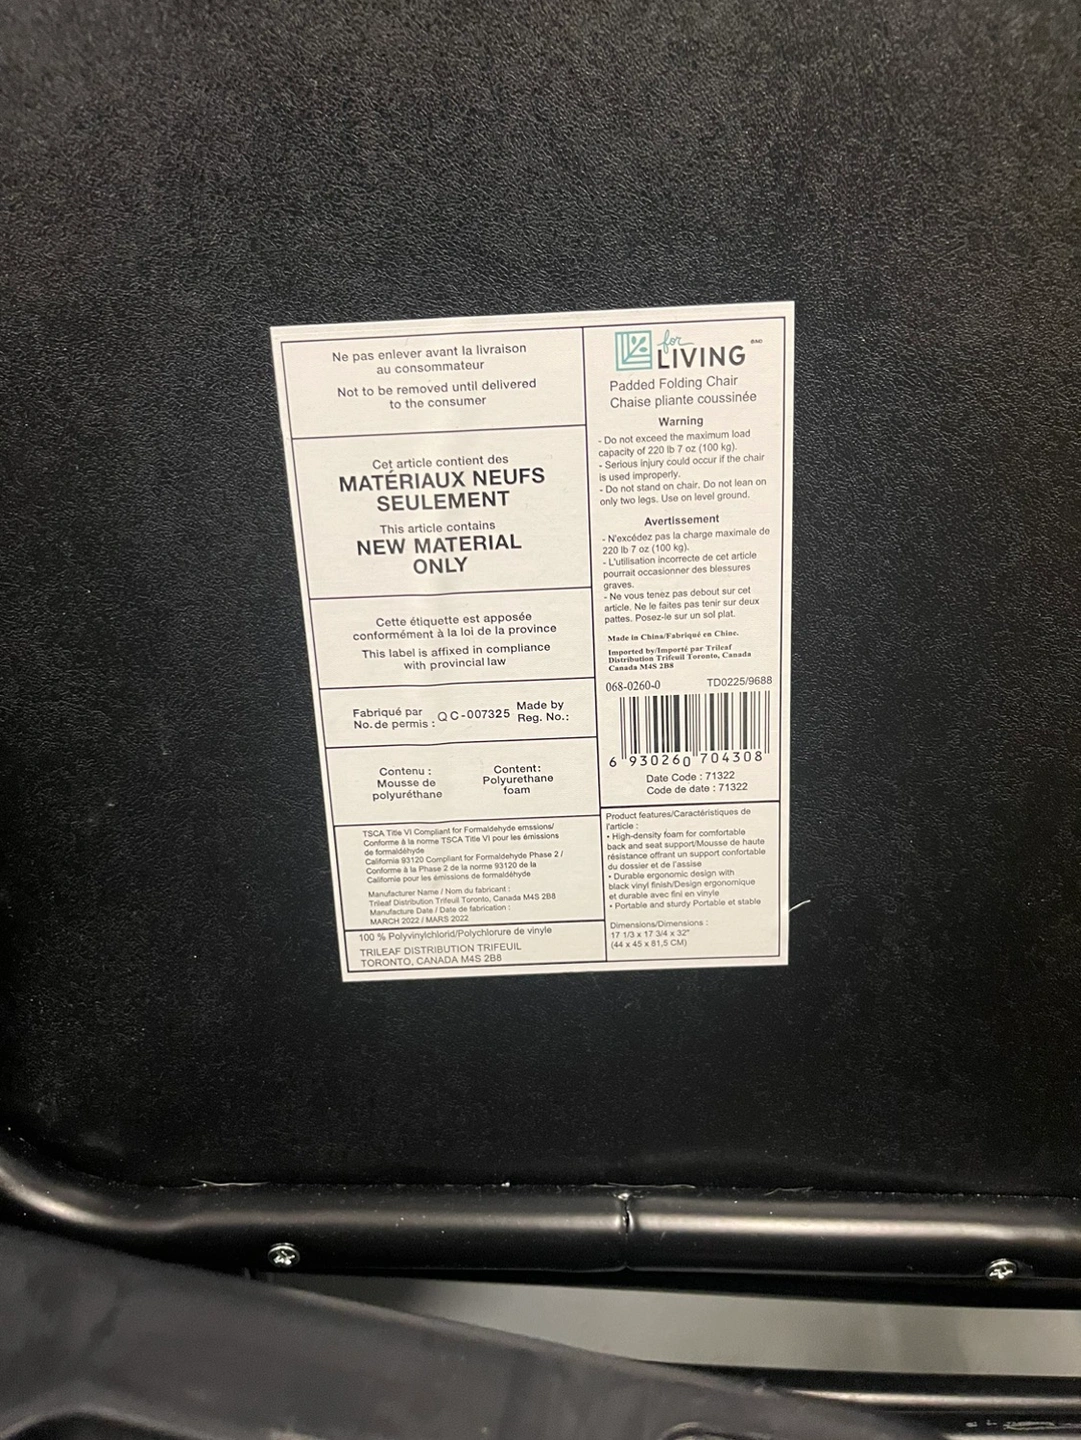 Ne pas enlever avant la livraison
au consommateur
Not to be removed until delivered
to the consumer
Cet article contient des
MATÉRIAUX NEUFS
SEULEMENT
This article contains
NEW MATERIAL
ONLY
Cette étiquette est apposée
conformément à la loi de la province
This label is affixed in compliance
with provincial law
Fabriqué par
No. de permis :
QC-007325
Made by
Reg. No.:
Contenu :
Mousse de
polyuréthane
Content:
Polyurethane
foam
TSCA Title VI Compliant for Formaldehyde emssions/
Conforme à la norme TSCA Title VI pour les émissions
de formaldéhyde
California 93120 Compliant for Formaldehyde Phase 2 /
Conforme à la Phase 2 de la norme 93120 de la
Californie pour les émissions de formaldéhyde
Manufacturer Name / Nom du fabricant :
Trileaf Distribution Trifeuil Toronto, Canada M4S 2B8
Manufacture Date / Date de fabrication :
MARCH 2022 / MARS 2022
100 % Polyvinylchlorid/Polychlorure de vinyle
TRILEAF DISTRIBUTION TRIFEUIL
TORONTO, CANADA M4S 2B8
for
LIVING
Padded Folding Chair
Chaise pliante coussinée
Warning
- Do not exceed the maximum load
capacity of 220 lb 7 oz (100 kg).
- Serious injury could occur if the chair
is used improperly.
- Do not stand on chair. Do not lean on
only two legs. Use on level ground.
Avertissement
- N'excédez pas la charge maximale de
220 lb 7 oz (100 kg).
- L'utilisation incorrecte de cet article
pourrait occasionner des blessures
graves.
- Ne vous tenez pas debout sur cet
article. Ne le faites pas tenir sur deux
pattes. Posez-le sur un sol plat.
Made in China/Fabriqué en Chine.
Imported by/Importé par Trileaf
Distribution Trifeuil Toronto, Canada
Canada M4S 2B8
068-0260-0 TD0225/9688
6 930260 704308
Date Code : 71322
Code de date : 71322
Product features/Caractéristiques de
l'article :
• High-density foam for comfortable
back and seat support/Mousse de haute
résistance offrant un support confortable
du dossier et de l'assise
• Durable ergonomic design with
black vinyl finish/Design ergonomique
et durable avec fini en vinyle
• Portable and sturdy Portable et stable
Dimensions/Dimensions :
17 1/3 x 17 3/4 x 32"
(44 x 45 x 81,5 CM)